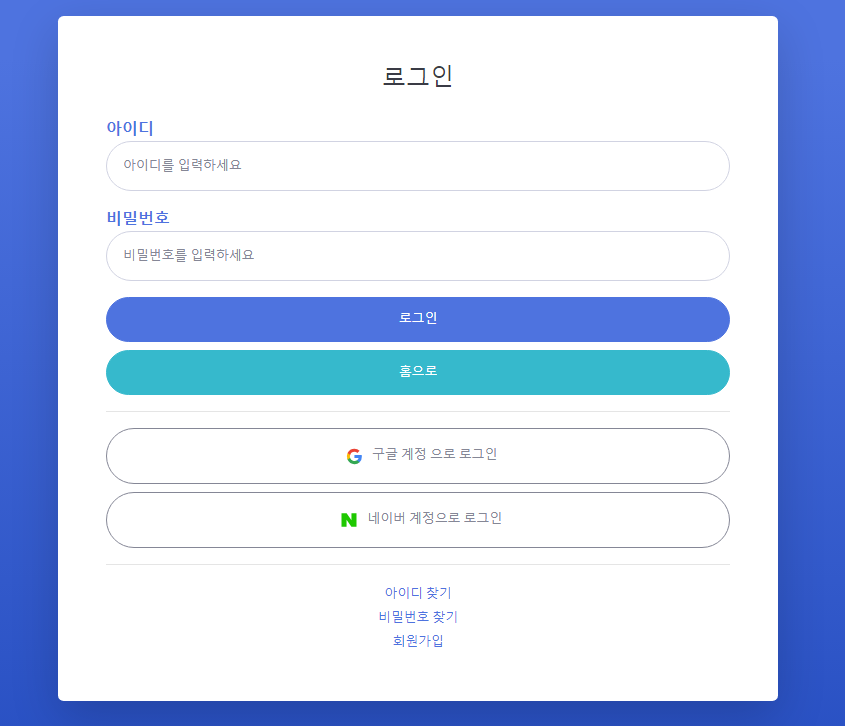 로그인
아이디
아이디를 입력하세요
비밀번호
비밀번호를 입력하세요
로그인
홈으로
구글 계정 으로 로그인
네이버 계정으로 로그인
아이디 찾기
비밀번호 찾기
회원가입